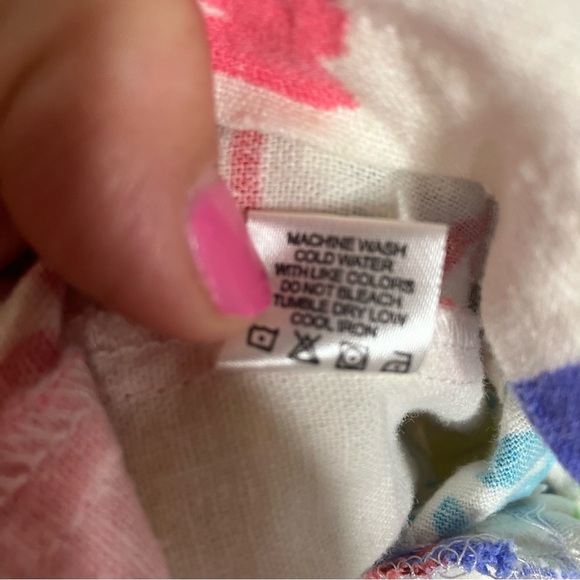 MACHINE WASH
COLD WATER
WITH LIKE COLORS
DO NOT BLEACH
TUMBLE DRY LOW
COOL IRON